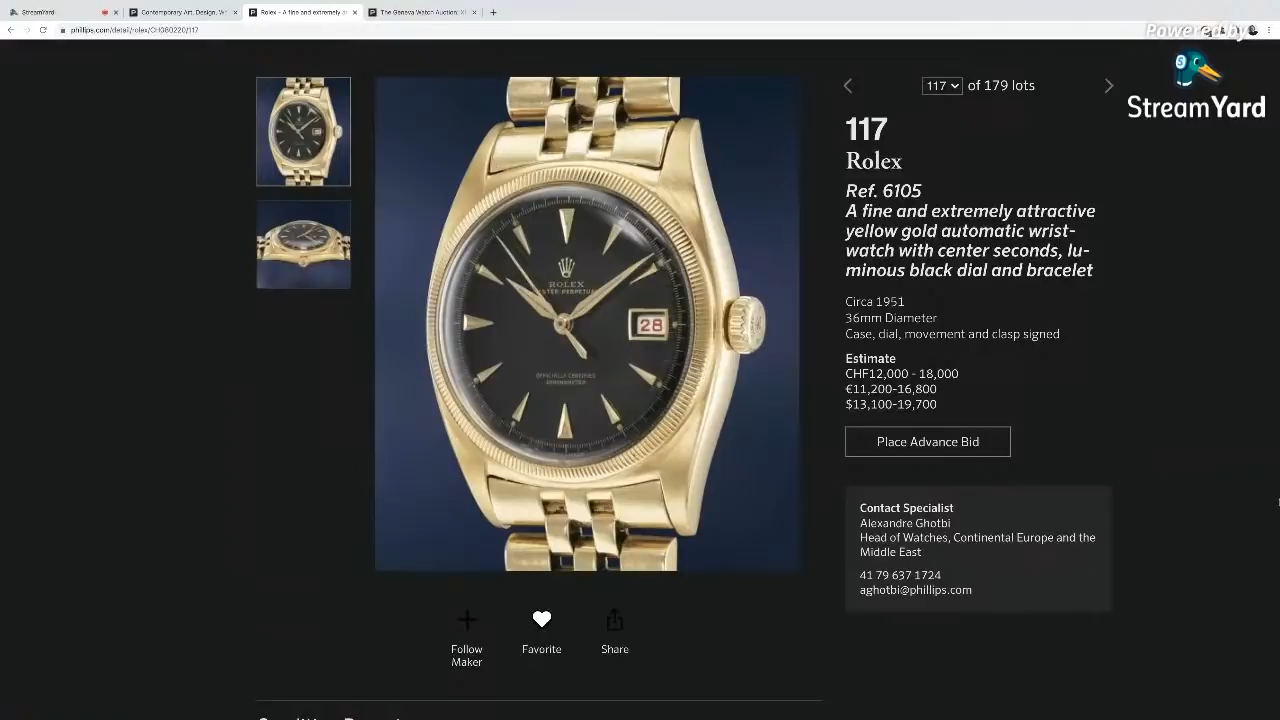 StreamYard
Contemporary Art, Design, W
Rolex - A fine and extremely a
The Geneva Watch Auction: X
phillips.com/detail/rolex/CH080220/117
Powered by
StreamYard
117 of 179 lots
117
Rolex
Ref. 6105
A fine and extremely attractive
yellow gold automatic wrist-
watch with center seconds, lu-
minous black dial and bracelet
Circa 1951
36mm Diameter
Case, dial, movement and clasp signed
Estimate
CHF12,000 - 18,000
€11,200-16,800
$13,100-19,700
Place Advance Bid
Contact Specialist
Alexandre Ghotbi
Head of Watches, Continental Europe and the
Middle East
41 79 637 1724
aghotbi@phillips.com
ROLEX
OYSTER PERPETUAL
28
OFFICIALLY CERTIFIED
CHRONOMETER
Follow
Maker
Favorite
Share